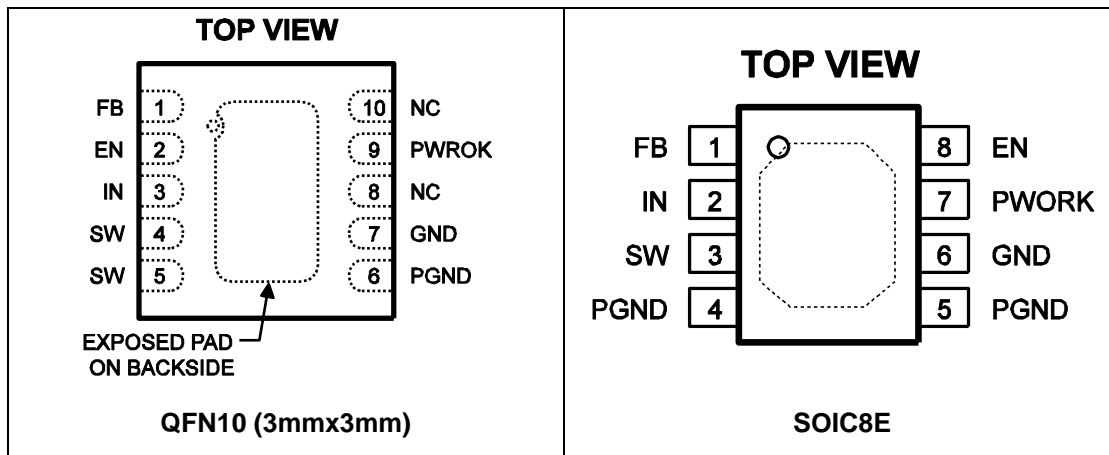 TOP VIEW
FB 1 10 NC
EN 2 9 PWROK
IN 3 8 NC
SW 4 7 GND
SW 5 6 PGND
EXPOSED PAD
ON BACKSIDE
QFN10 (3mmx3mm)
TOP VIEW
FB 1 8 EN
IN 2 7 PWORK
SW 3 6 GND
PGND 4 5 PGND
SOIC8E